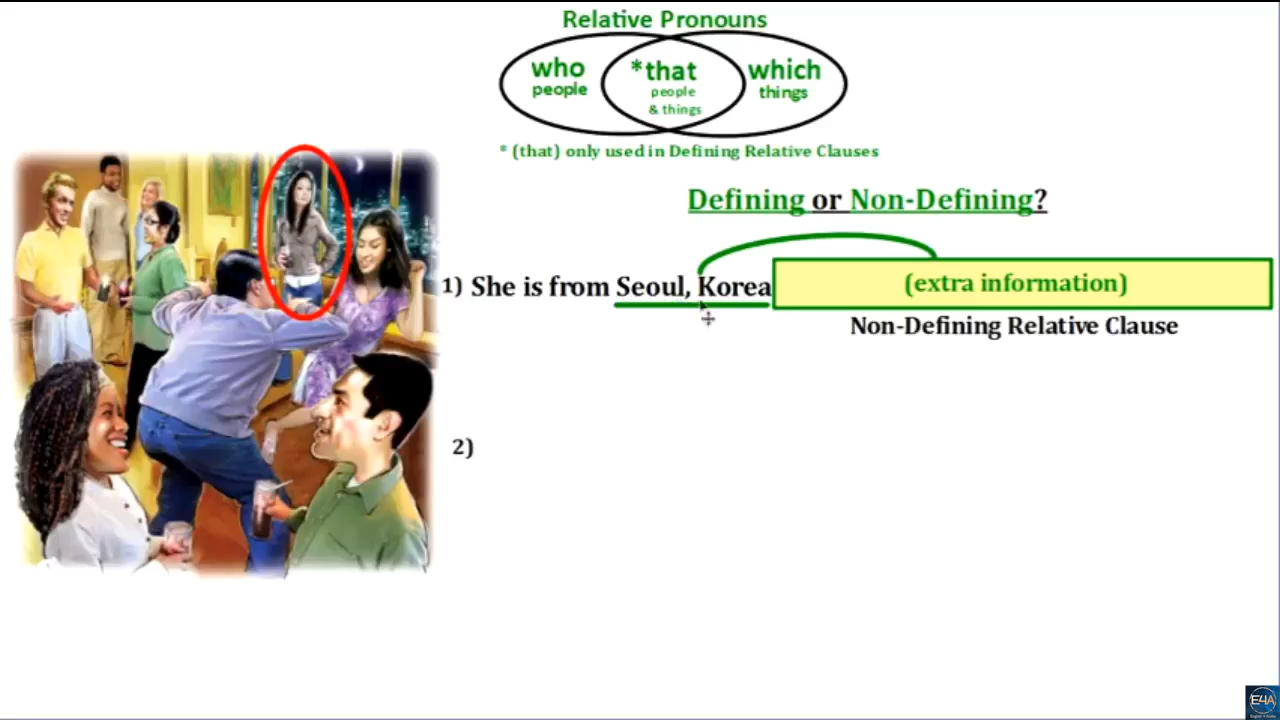 Relative Pronouns
who *that which
people people things
& things
* (that) only used in Defining Relative Clauses
Defining or Non-Defining?
1) She is from Seoul, Korea (extra information)
Non-Defining Relative Clause
2)
E4A